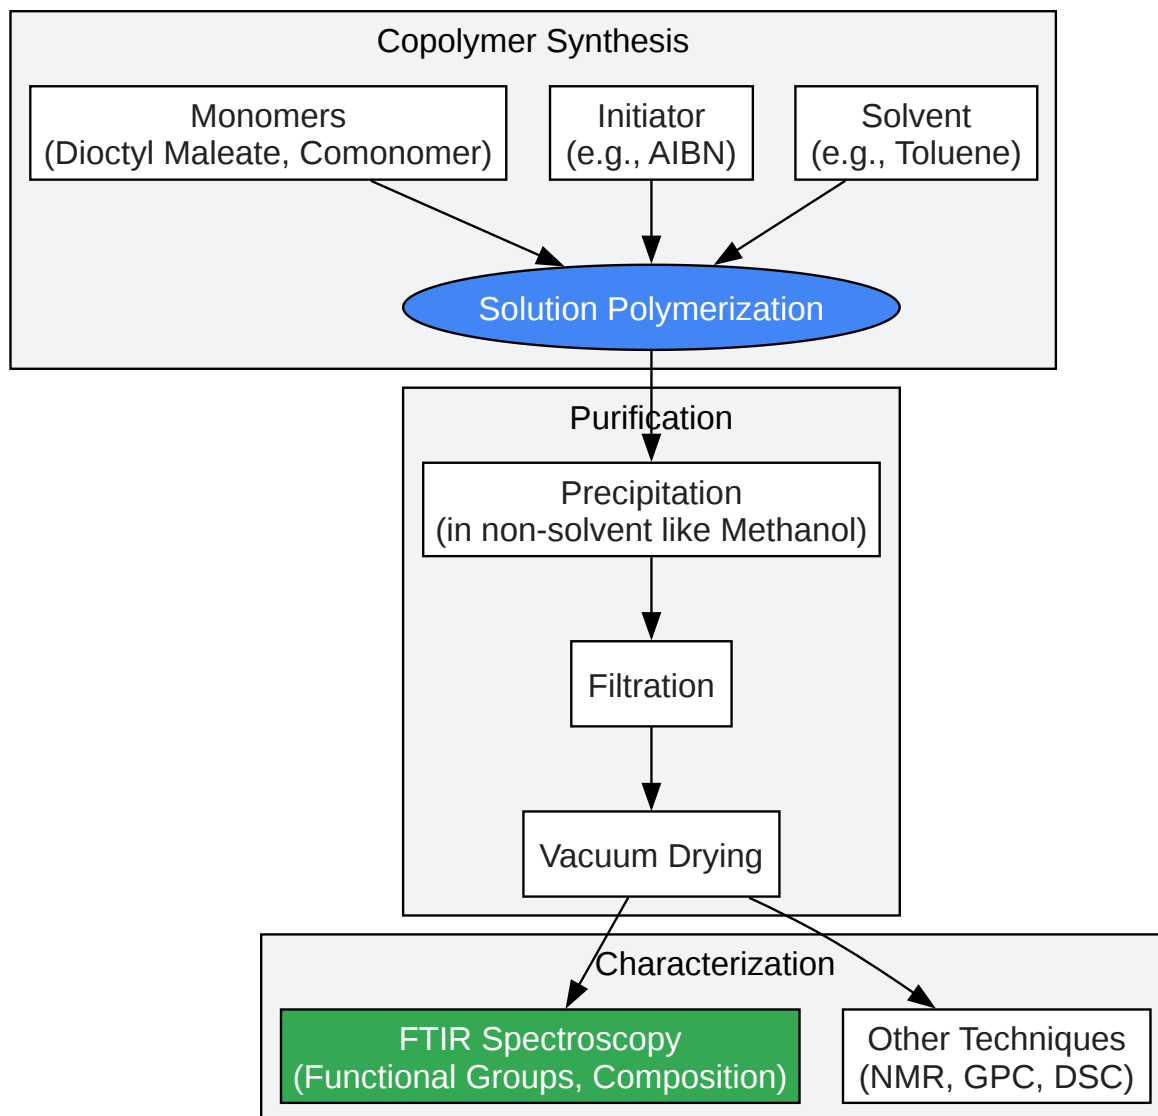 Copolymer Synthesis
Monomers
(Dioctyl Maleate, Comonomer)
Initiator
(e.g., AIBN)
Solvent
(e.g., Toluene)
Solution Polymerization
Purification
Precipitation
(in non-solvent like Methanol)
Filtration
Vacuum Drying
Characterization
FTIR Spectroscopy
(Functional Groups, Composition)
Other Techniques
(NMR, GPC, DSC)